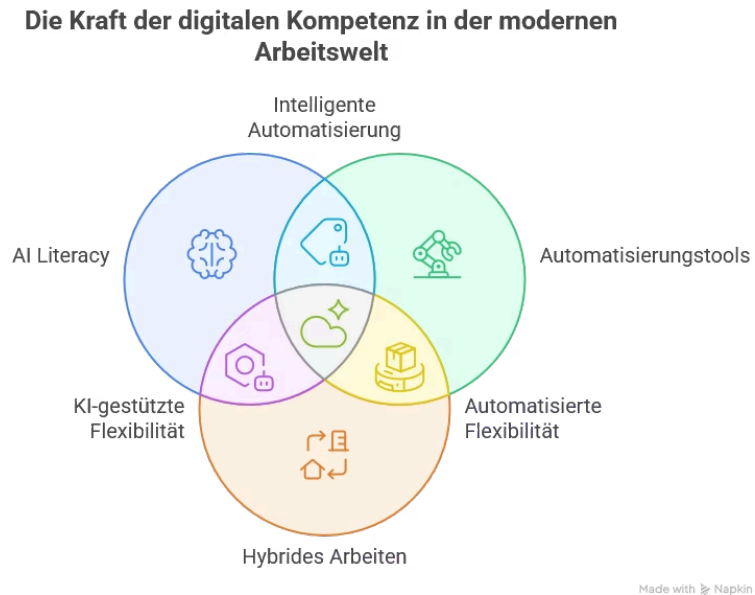 Die Kraft der digitalen Kompetenz in der modernen
Arbeitswelt
Intelligente
Automatisierung
AI Literacy
Automatisierungstools
KI-gestützte
Flexibilität
Automatisierte
Flexibilität
Hybrides Arbeiten
Made with Napkin